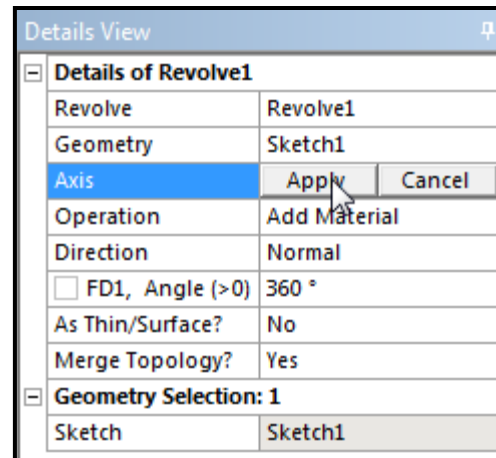 Details View
Details of Revolve1
Revolve Revolve1
Geometry Sketch1
Axis Apply Cancel
Operation Add Material
Direction Normal
FD1, Angle (>0) 360 °
As Thin/Surface? No
Merge Topology? Yes
Geometry Selection: 1
Sketch Sketch1